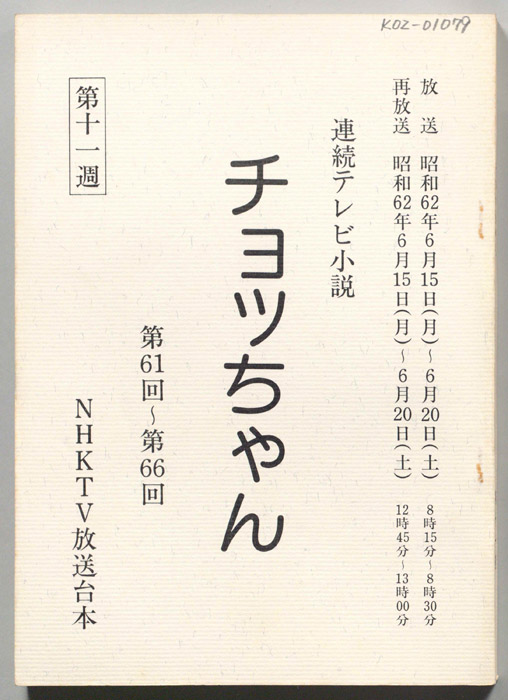 KOZ-01079
放送 昭和62年6月15日(月)～6月20日(土) 8時15分～8時30分
再放送 昭和62年6月15日(月)～6月20日(土) 12時45分～13時00分
連続テレビ小説
チョッちゃん
第61回～第66回
第十一週
NHKTV放送台本